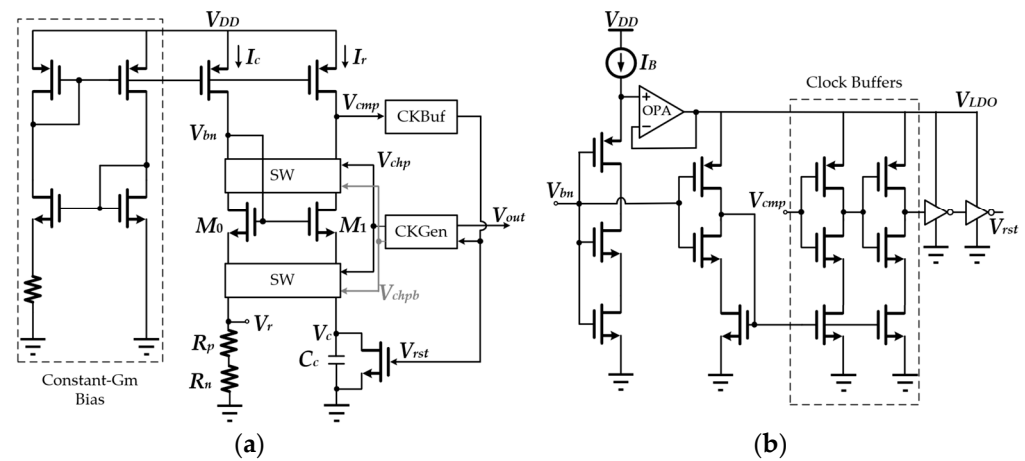 V_DD
I_c
I_r
V_cmp
CKBuf
V_bn
V_chp
SW
M_0
M_1
CKGen
V_out
SW
V_chpb
V_r
V_c
R_p
C_c
V_rst
R_n
Constant-Gm
Bias
(a)
V_DD
I_B
+
OPA
−
Clock Buffers
V_LDO
V_bn
V_cmp
V_rst
(b)